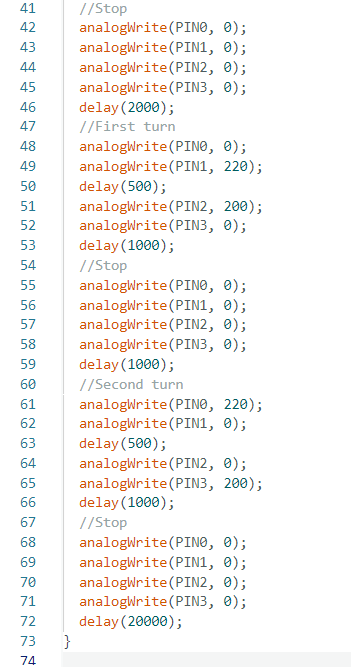 41 //Stop
42 analogWrite(PIN0, 0);
43 analogWrite(PIN1, 0);
44 analogWrite(PIN2, 0);
45 analogWrite(PIN3, 0);
46 delay(2000);
47 //First turn
48 analogWrite(PIN0, 0);
49 analogWrite(PIN1, 220);
50 delay(500);
51 analogWrite(PIN2, 200);
52 analogWrite(PIN3, 0);
53 delay(1000);
54 //Stop
55 analogWrite(PIN0, 0);
56 analogWrite(PIN1, 0);
57 analogWrite(PIN2, 0);
58 analogWrite(PIN3, 0);
59 delay(1000);
60 //Second turn
61 analogWrite(PIN0, 220);
62 analogWrite(PIN1, 0);
63 delay(500);
64 analogWrite(PIN2, 0);
65 analogWrite(PIN3, 200);
66 delay(1000);
67 //Stop
68 analogWrite(PIN0, 0);
69 analogWrite(PIN1, 0);
70 analogWrite(PIN2, 0);
71 analogWrite(PIN3, 0);
72 delay(20000);
73 }
74